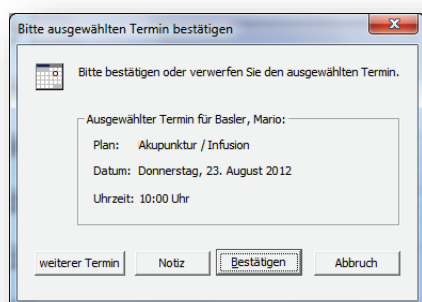 Bitte ausgewählten Termin bestätigen
Bitte bestätigen oder verwerfen Sie den ausgewählten Termin.
Ausgewählter Termin für Basler, Mario:
Plan: Akupunktur / Infusion
Datum: Donnerstag, 23. August 2012
Uhrzeit: 10:00 Uhr
weiterer Termin Notiz Bestätigen Abbruch